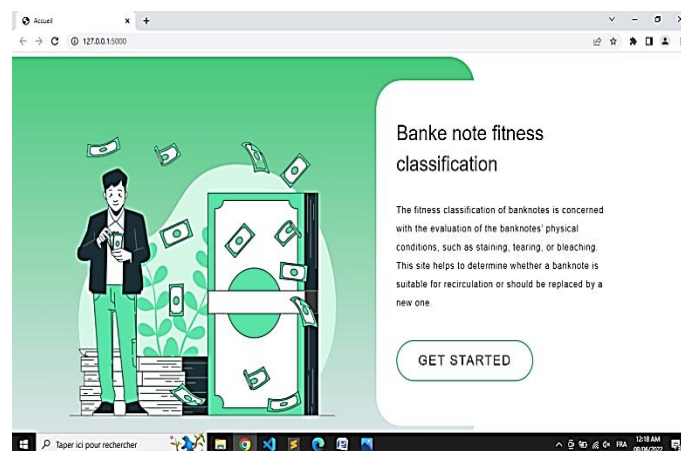 Accueil
127.0.0.1:5000
Banke note fitness
classification
The fitness classification of banknotes is concerned
with the evaluation of the banknotes' physical
conditions, such as staining, tearing, or bleaching.
This site helps to determine whether a banknote is
suitable for recirculation or should be replaced by a
new one.
GET STARTED
Taper ici pour rechercher
FRA
12:18 AM
08/06/2022